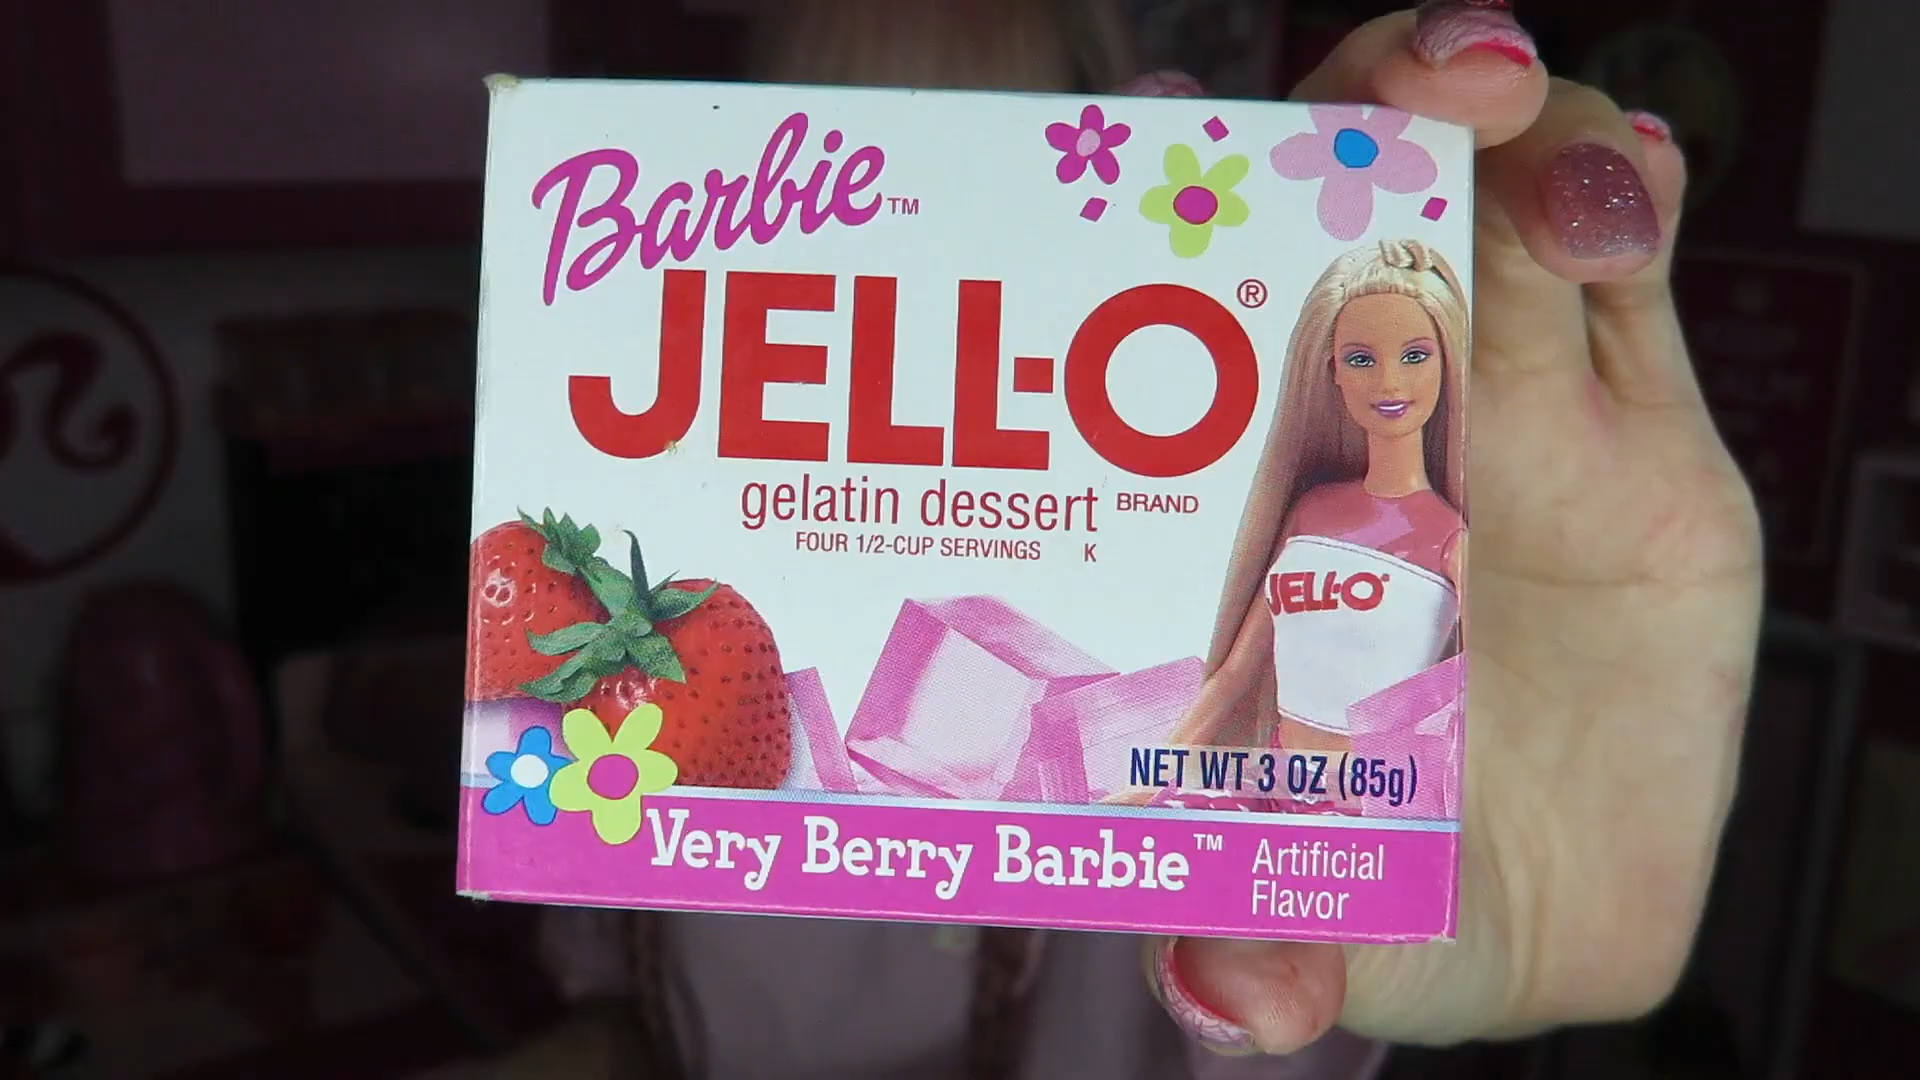 Barbie™
JELL-O®
gelatin dessert BRAND
FOUR 1/2-CUP SERVINGS K
JELL-O®
NET WT 3 OZ (85g)
Very Berry Barbie™ Artificial
Flavor